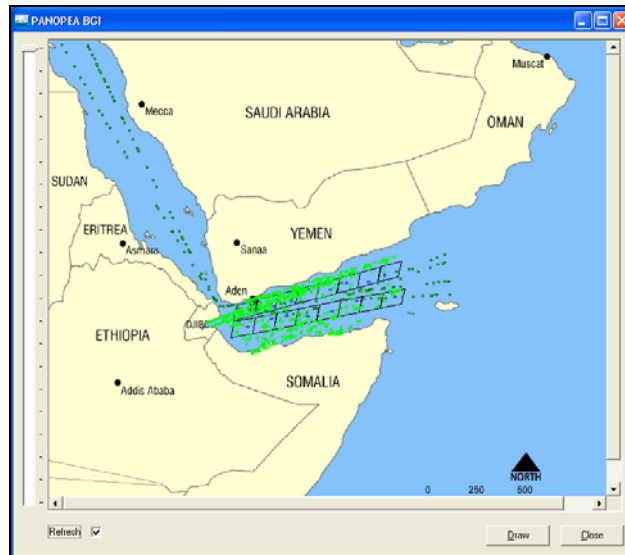 PANOPEA BGI
Muscat
Mecca
SAUDI ARABIA
OMAN
SUDAN
ERITREA
Asmara
Sanaa
YEMEN
Aden
DJIBO
ETHIOPIA
SOMALIA
Addis Ababa
NORTH
0 250 500
Refresh
Draw Close